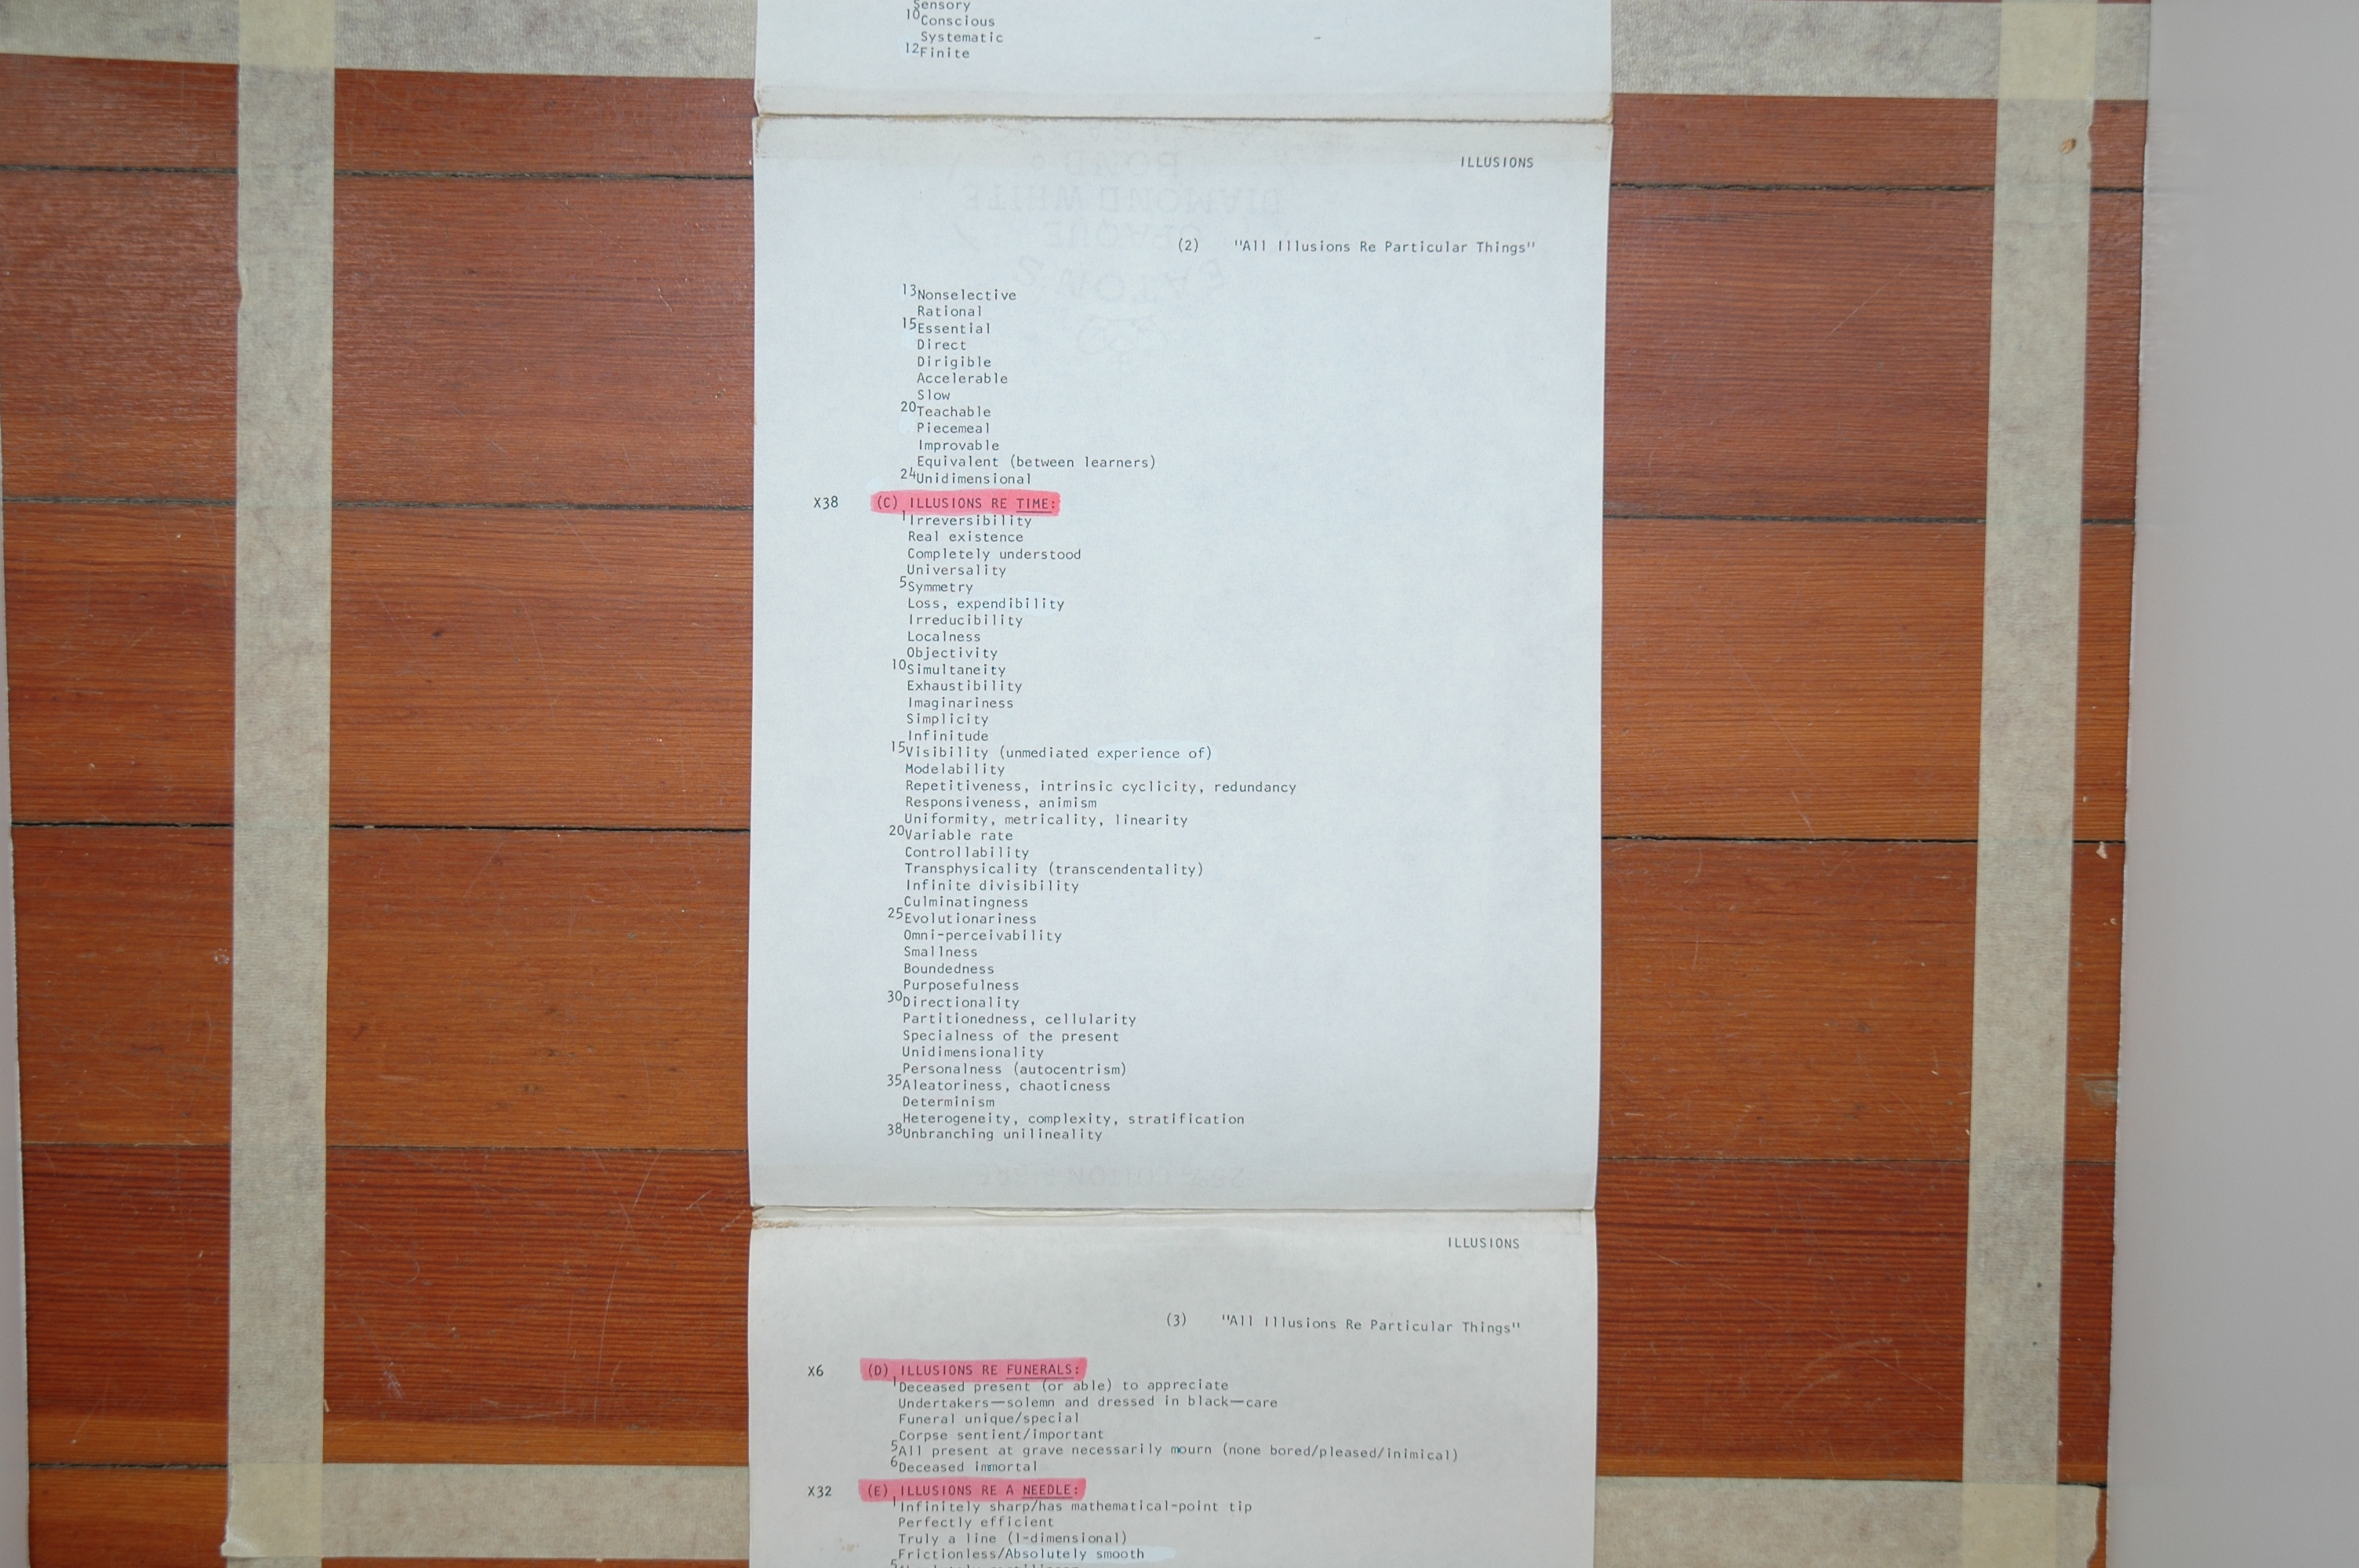 Sensory
10Conscious
Systematic
12Finite
ILLUSIONS
(2) "All Illusions Re Particular Things"
13Nonselective
Rational
15Essential
Direct
Dirigible
Accelerable
Slow
20Teachable
Piecemeal
Improvable
Equivalent (between learners)
24Unidimensional
X38 (C) ILLUSIONS RE TIME:
1Irreversibility
Real existence
Completely understood
Universality
5Symmetry
Loss, expendibility
Irreducibility
Localness
Objectivity
10Simultaneity
Exhaustibility
Imaginariness
Simplicity
Infinitude
15Visibility (unmediated experience of)
Modelability
Repetitiveness, intrinsic cyclicity, redundancy
Responsiveness, animism
Uniformity, metricality, linearity
20Variable rate
Controllability
Transphysicality (transcendentality)
Infinite divisibility
Culminatingness
25Evolutionariness
Omni-perceivability
Smallness
Boundedness
Purposefulness
30Directionality
Partitionedness, cellularity
Specialness of the present
Unidimensionality
Personalness (autocentrism)
35Aleatoriness, chaoticness
Determinism
Heterogeneity, complexity, stratification
38Unbranching unilineality
ILLUSIONS
(3) "All Illusions Re Particular Things"
X6 (D) ILLUSIONS RE FUNERALS:
1Deceased present (or able) to appreciate
Undertakers—solemn and dressed in black—care
Funeral unique/special
Corpse sentient/important
5All present at grave necessarily mourn (none bored/pleased/inimical)
6Deceased immortal
X32 (E) ILLUSIONS RE A NEEDLE:
1Infinitely sharp/has mathematical-point tip
Perfectly efficient
Truly a line (1-dimensional)
Frictionless/Absolutely smooth